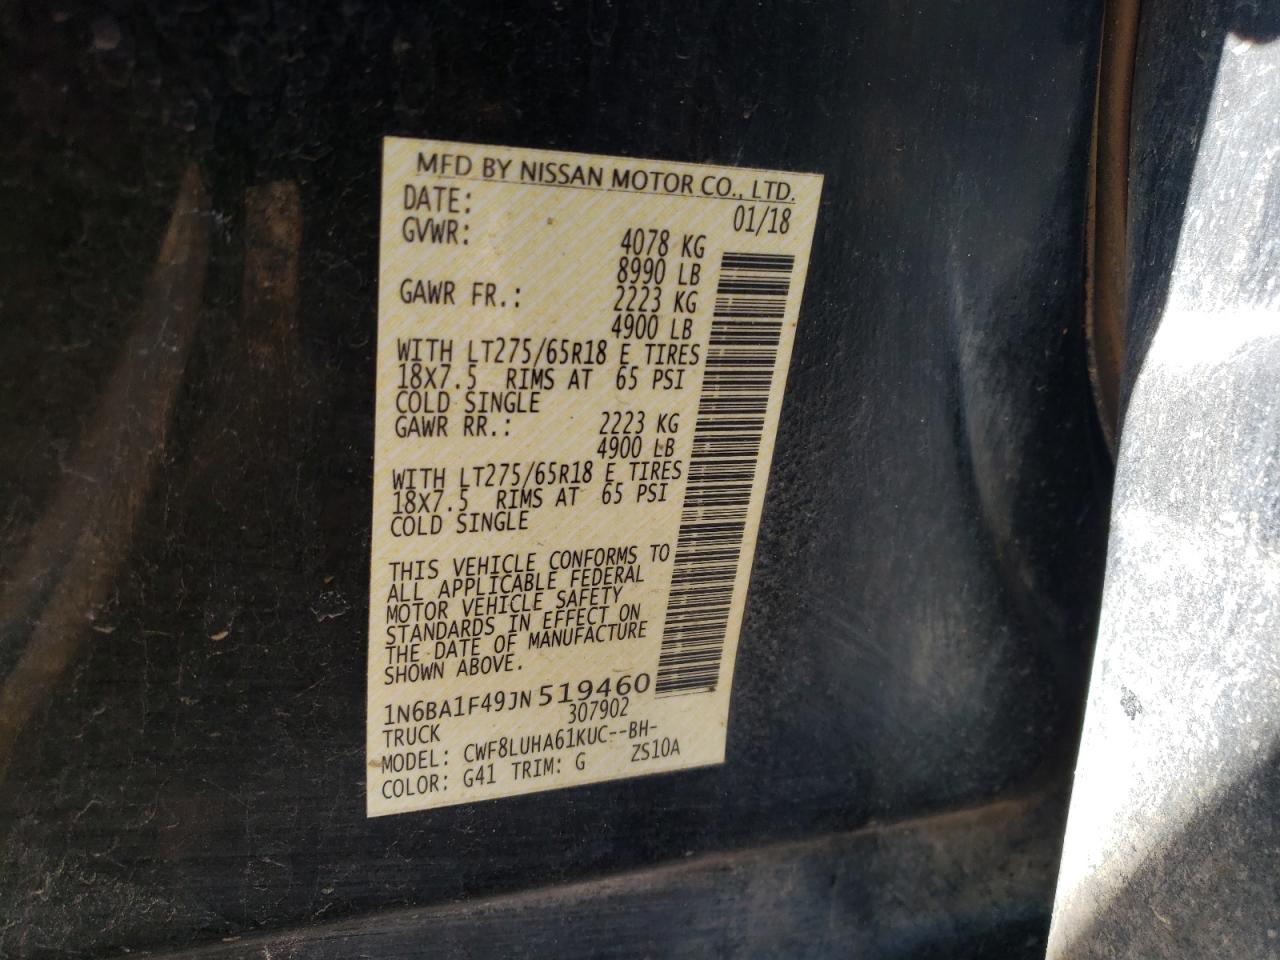 MFD BY NISSAN MOTOR CO., LTD.
DATE: 01/18
GVWR: 4078 KG
8990 LB
GAWR FR.: 2223 KG
4900 LB
WITH LT275/65R18 E TIRES
18X7.5 RIMS AT 65 PSI
COLD SINGLE
GAWR RR.: 2223 KG
4900 LB
WITH LT275/65R18 E TIRES
18X7.5 RIMS AT 65 PSI
COLD SINGLE
THIS VEHICLE CONFORMS TO
ALL APPLICABLE FEDERAL
MOTOR VEHICLE SAFETY
STANDARDS IN EFFECT ON
THE DATE OF MANUFACTURE
SHOWN ABOVE.
1N6BA1F49JN519460
307902
TRUCK
MODEL: CWF8LUHA61KUC--BH-
COLOR: G41 TRIM: G ZS10A